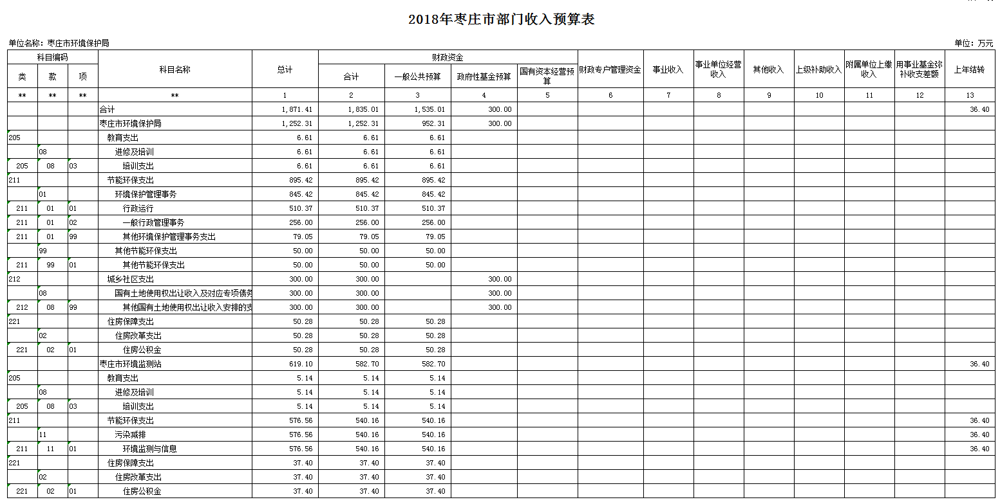 2018年枣庄市部门收入预算表
单位名称：枣庄市环境保护局 单位：万元
科目编码 科目名称 总计 财政资金 财政专户管理资金 事业收入 事业单位经营收入 其他收入 上级补助收入 附属单位上缴收入 用事业基金弥补收支差额 上年结转
类 款 项 合计 一般公共预算 政府性基金预算 国有资本经营预算
** ** ** ** 1 2 3 4 5 6 7 8 9 10 11 12 13
合计 1,871.41 1,835.01 1,535.01 300.00 36.40
枣庄市环境保护局 1,252.31 1,252.31 952.31 300.00
205 教育支出 6.61 6.61 6.61
08 进修及培训 6.61 6.61 6.61
205 08 03 培训支出 6.61 6.61 6.61
211 节能环保支出 895.42 895.42 895.42
01 环境保护管理事务 845.42 845.42 845.42
211 01 01 行政运行 510.37 510.37 510.37
211 01 02 一般行政管理事务 256.00 256.00 256.00
211 01 99 其他环境保护管理事务支出 79.05 79.05 79.05
99 其他节能环保支出 50.00 50.00 50.00
211 99 01 其他节能环保支出 50.00 50.00 50.00
212 城乡社区支出 300.00 300.00 300.00
08 国有土地使用权出让收入及对应专项债务 300.00 300.00 300.00
212 08 99 其他国有土地使用权出让收入安排的支 300.00 300.00 300.00
221 住房保障支出 50.28 50.28 50.28
02 住房改革支出 50.28 50.28 50.28
221 02 01 住房公积金 50.28 50.28 50.28
枣庄市环境监测站 619.10 582.70 582.70 36.40
205 教育支出 5.14 5.14 5.14
08 进修及培训 5.14 5.14 5.14
205 08 03 培训支出 5.14 5.14 5.14
211 节能环保支出 576.56 540.16 540.16 36.40
11 污染减排 576.56 540.16 540.16 36.40
211 11 01 环境监测与信息 576.56 540.16 540.16 36.40
221 住房保障支出 37.40 37.40 37.40
02 住房改革支出 37.40 37.40 37.40
221 02 01 住房公积金 37.40 37.40 37.40